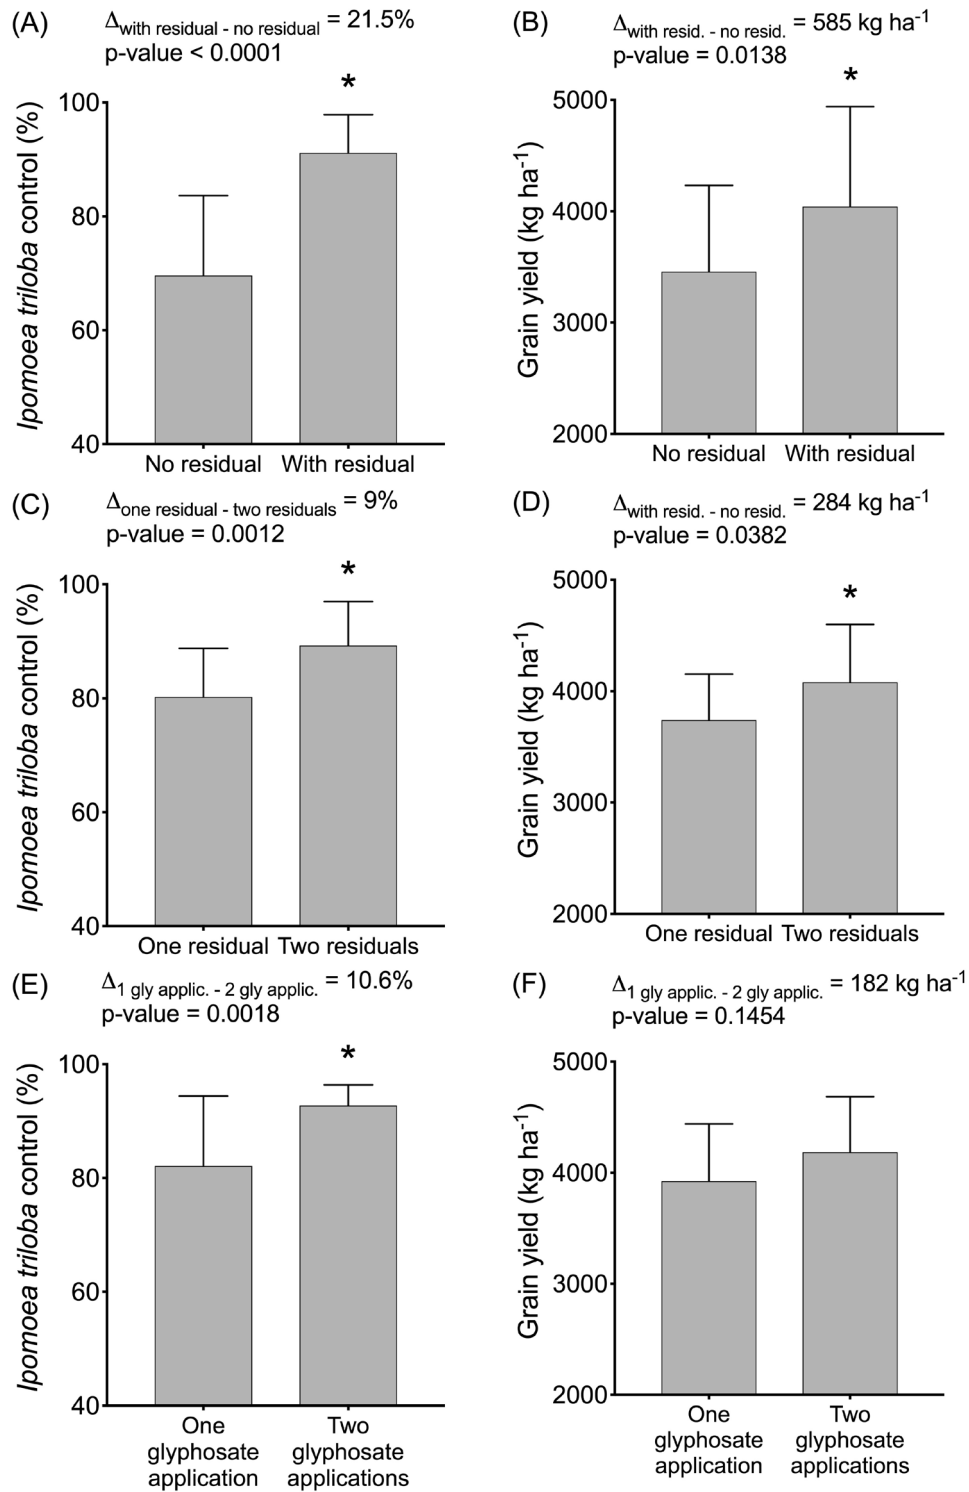 (A)
Δwith residual - no residual = 21.5%
p-value < 0.0001
*
Ipomoea triloba control (%)
100
80
60
40
No residual With residual
(B)
Δwith resid. - no resid. = 585 kg ha-1
p-value = 0.0138
*
Grain yield (kg ha-1)
5000
4000
3000
2000
No residual With residual
(C)
Δone residual - two residuals = 9%
p-value = 0.0012
*
Ipomoea triloba control (%)
100
80
60
40
One residual Two residuals
(D)
Δwith resid. - no resid. = 284 kg ha-1
p-value = 0.0382
*
Grain yield (kg ha-1)
5000
4000
3000
2000
One residual Two residuals
(E)
Δ1 gly applic. - 2 gly applic. = 10.6%
p-value = 0.0018
*
Ipomoea triloba control (%)
100
80
60
40
One
glyphosate
application
Two
glyphosate
applications
(F)
Δ1 gly applic. - 2 gly applic. = 182 kg ha-1
p-value = 0.1454
Grain yield (kg ha-1)
5000
4000
3000
2000
One
glyphosate
application
Two
glyphosate
applications